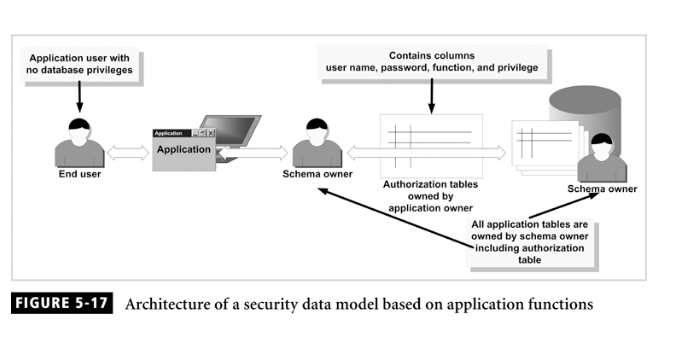 Application user with
no database privileges
Contains columns
user name, password, function, and privilege
Application
Application
End user
Schema owner
Authorization tables
owned by
application owner
Schema owner
All application tables are
owned by schema owner
including authorization
table
FIGURE 5-17 Architecture of a security data model based on application functions